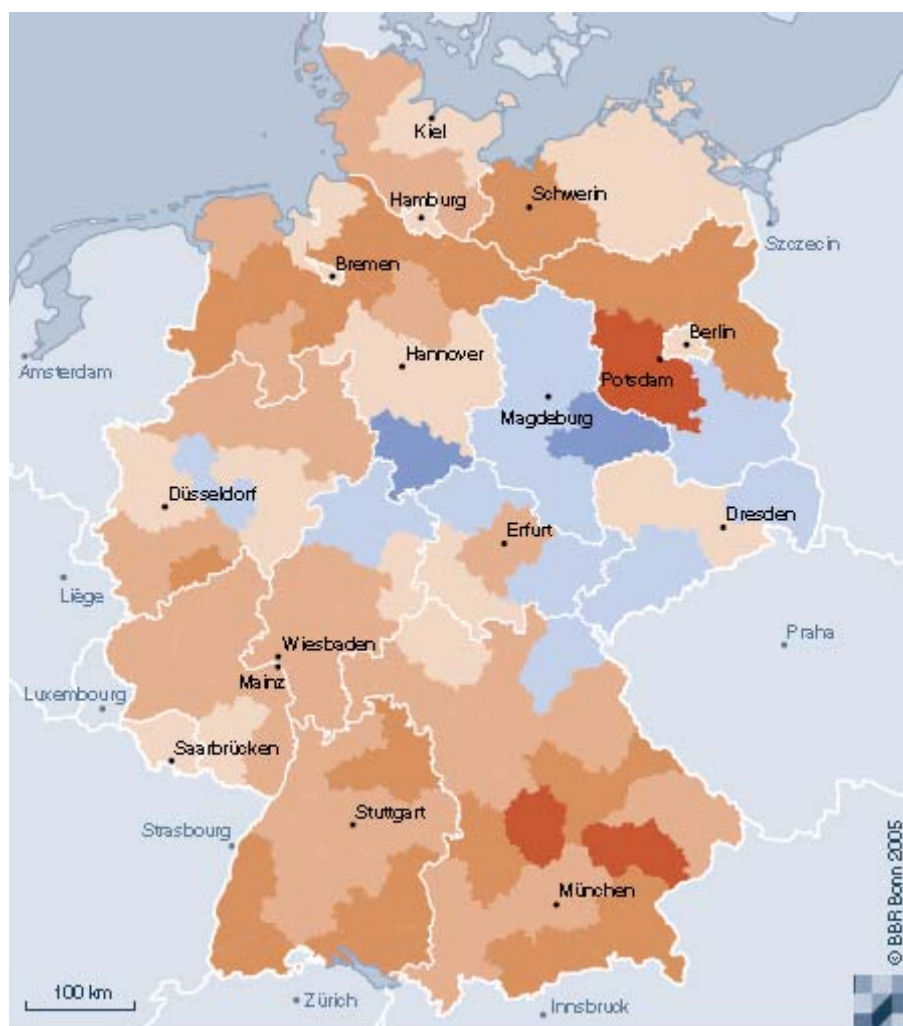 Kiel
Hamburg
Schwerin
Szczecin
Bremen
Berlin
Hannover
Amsterdam
Potsdam
Magdeburg
Düsseldorf
Dresden
Erfurt
Liège
Praha
Wiesbaden
Mainz
Luxembourg
Saarbrücken
Stuttgart
Strasbourg
München
© BBR Bonn 2005
100 km
Zürich
Innsbruck